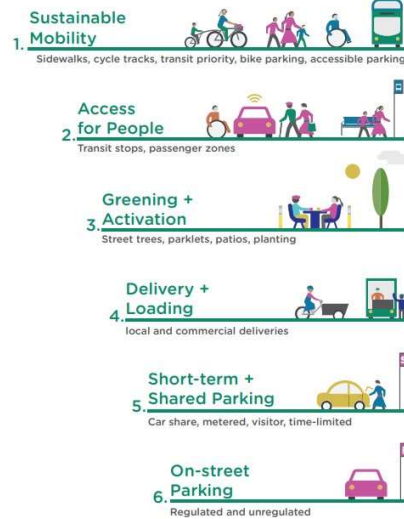 Sustainable
1. Mobility
Sidewalks, cycle tracks, transit priority, bike parking, accessible parking
Access
2. for People
Transit stops, passenger zones
Greening +
3. Activation
Street trees, parklets, patios, planting
Delivery +
4. Loading
local and commercial deliveries
Short-term +
5. Shared Parking
Car share, metered, visitor, time-limited
On-street
6. Parking
Regulated and unregulated